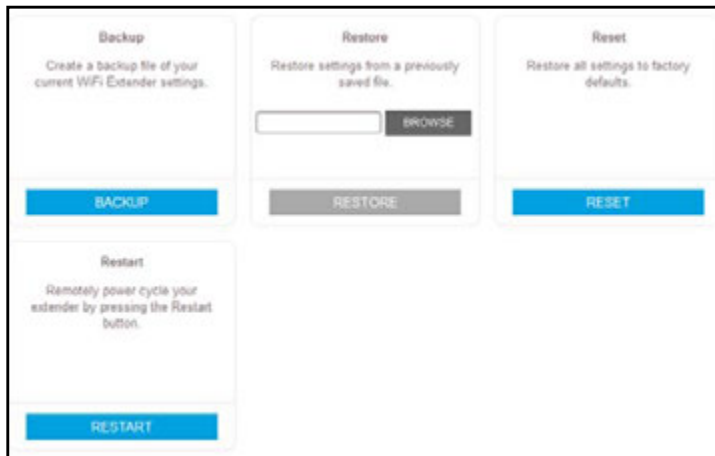 Backup
Create a backup file of your
current WiFi Extender settings.
BACKUP
Restore
Restore settings from a previously
saved file.
BROWSE
RESTORE
Reset
Restore all settings to factory
defaults.
RESET
Restart
Remotely power cycle your
extender by pressing the Restart
button.
RESTART